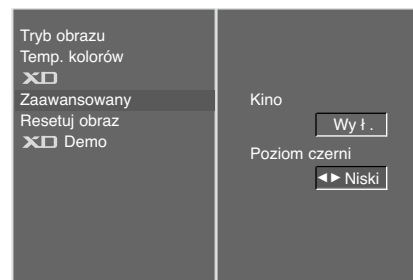 Tryb obrazu
Temp. kolorów
XD
Zaawansowany
Resetuj obraz
XD Demo
Kino
Wy ł .
Poziom czerni
◄► Niski